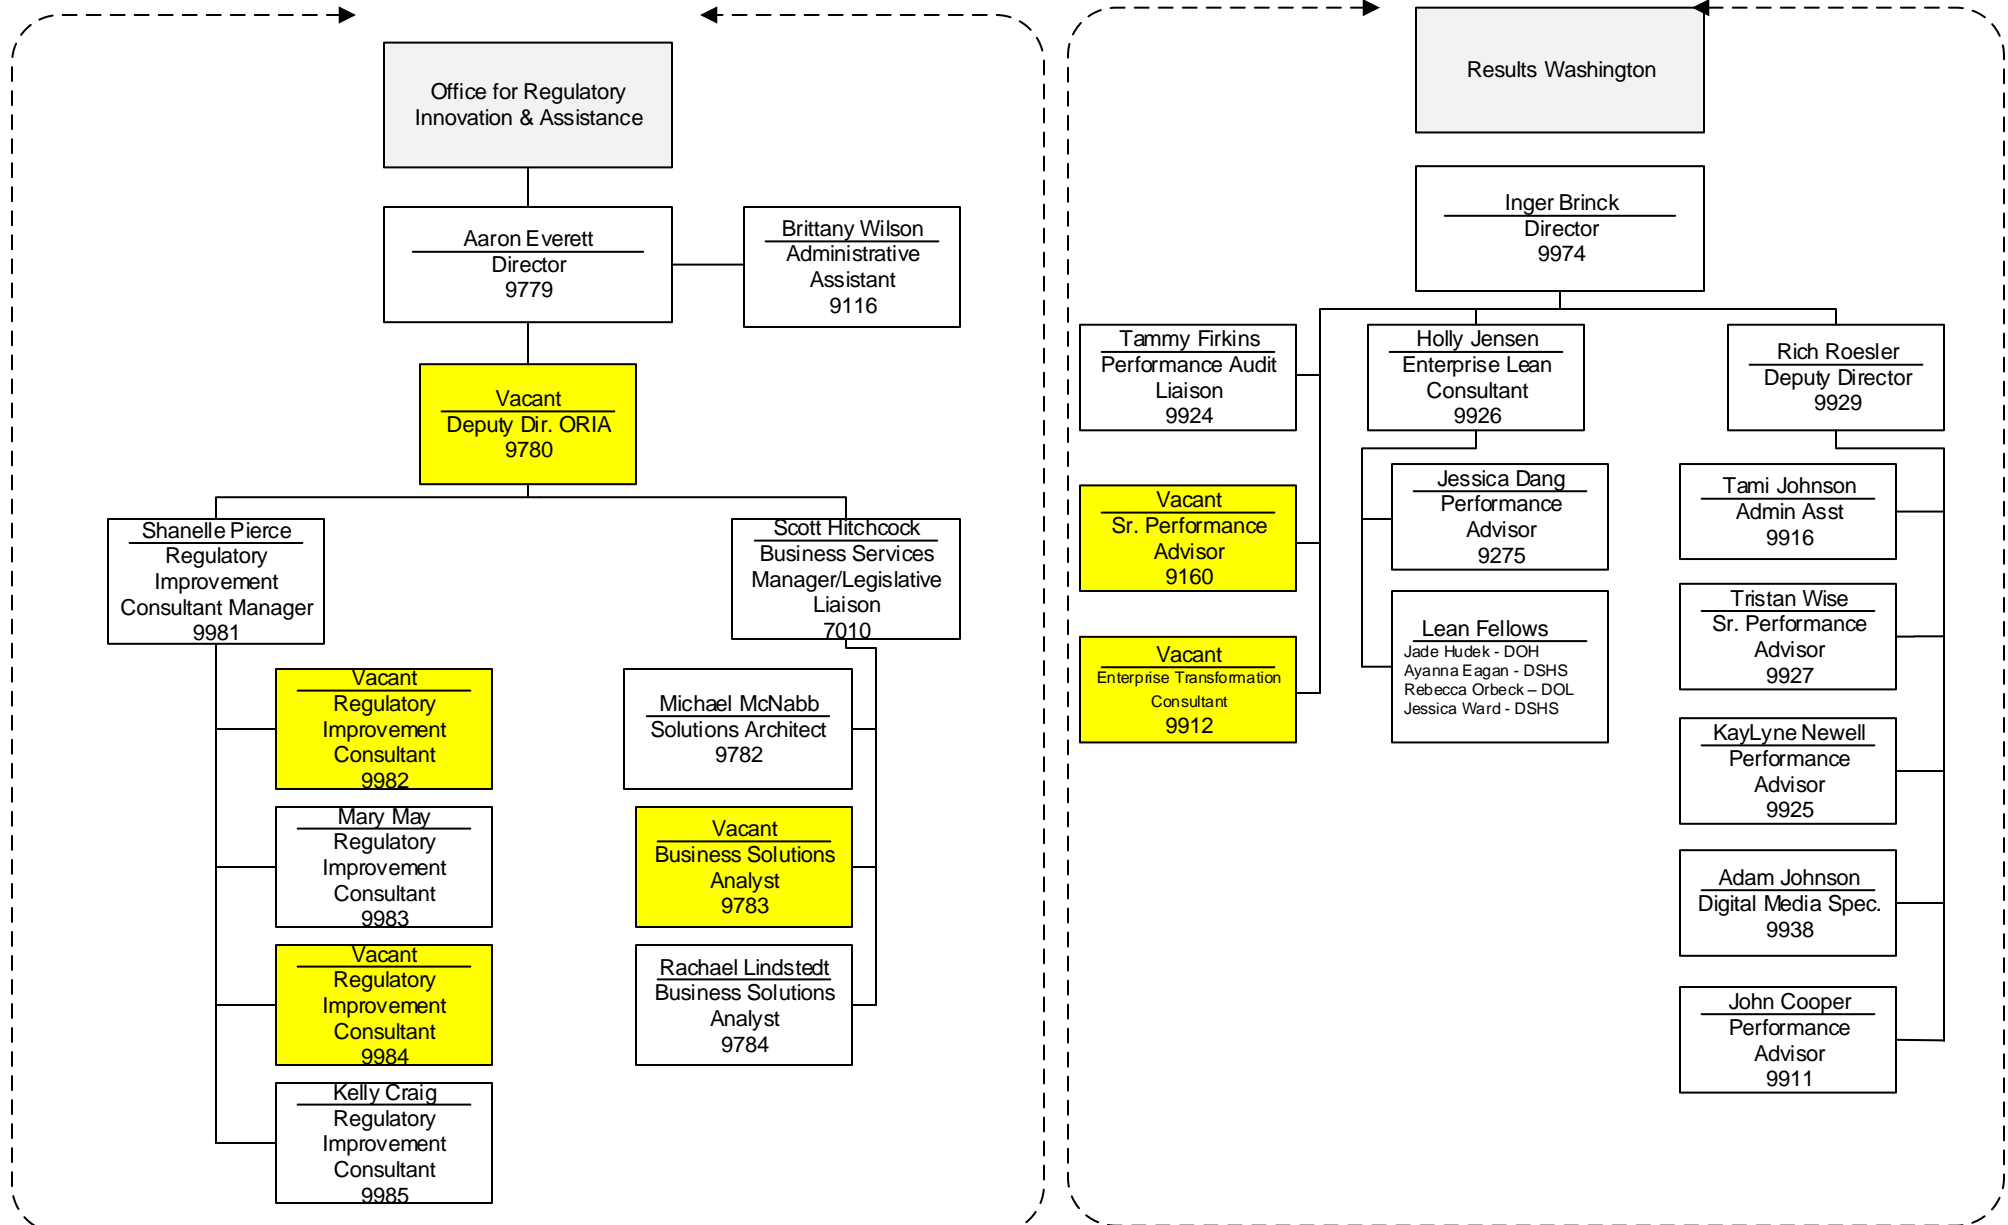 Office for Regulatory
Innovation & Assistance
Aaron Everett
Director
9779
Brittany Wilson
Administrative
Assistant
9116
Vacant
Deputy Dir. ORIA
9780
Shanelle Pierce
Regulatory
Improvement
Consultant Manager
9981
Vacant
Regulatory
Improvement
Consultant
9982
Mary May
Regulatory
Improvement
Consultant
9983
Vacant
Regulatory
Improvement
Consultant
9984
Kelly Craig
Regulatory
Improvement
Consultant
9985
Scott Hitchcock
Business Services
Manager/Legislative
Liaison
7010
Michael McNabb
Solutions Architect
9782
Vacant
Business Solutions
Analyst
9783
Rachael Lindstedt
Business Solutions
Analyst
9784
Results Washington
Inger Brinck
Director
9974
Tammy Firkins
Performance Audit
Liaison
9924
Vacant
Sr. Performance
Advisor
9160
Vacant
Enterprise Transformation
Consultant
9912
Holly Jensen
Enterprise Lean
Consultant
9926
Jessica Dang
Performance
Advisor
9275
Lean Fellows
Jade Hudek - DOH
Ayanna Eagan - DSHS
Rebecca Orbeck – DOL
Jessica Ward - DSHS
Rich Roesler
Deputy Director
9929
Tami Johnson
Admin Asst
9916
Tristan Wise
Sr. Performance
Advisor
9927
KayLyne Newell
Performance
Advisor
9925
Adam Johnson
Digital Media Spec.
9938
John Cooper
Performance
Advisor
9911